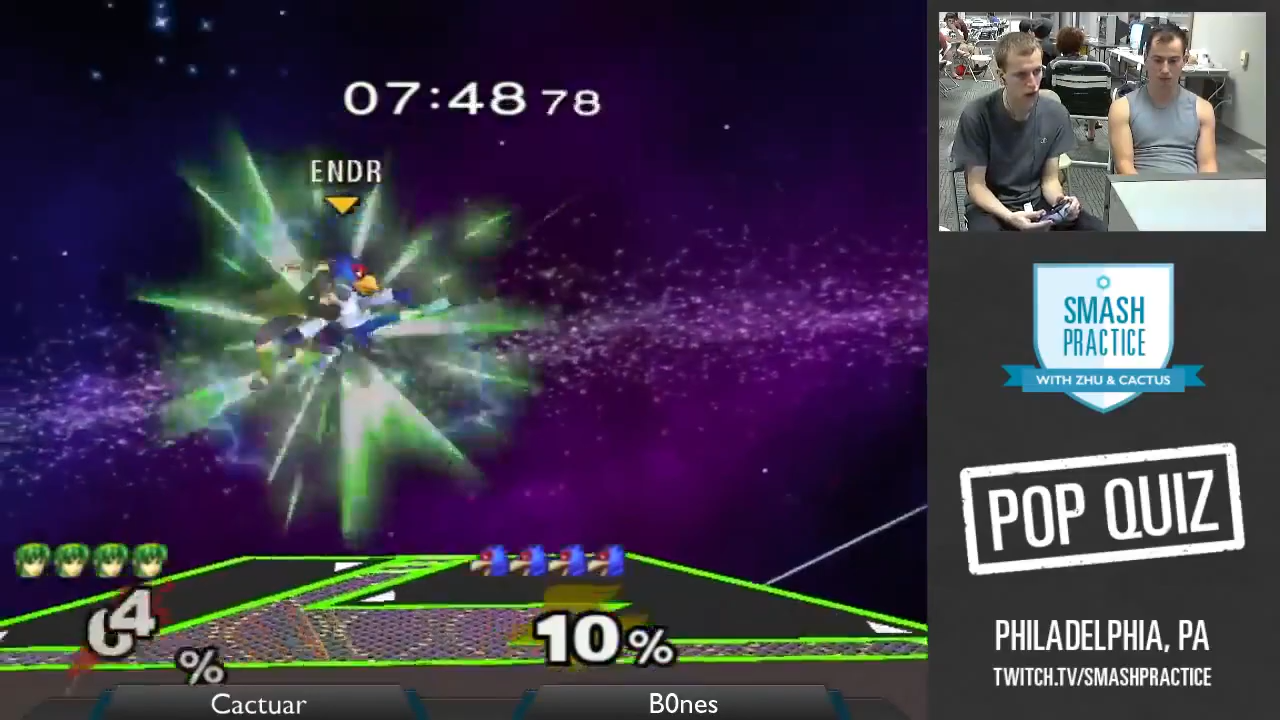 07:48 78
ENDR
SMASH
PRACTICE
WITH ZHU & CACTUS
POP QUIZ
PHILADELPHIA, PA
TWITCH.TV/SMASHPRACTICE
10%
%
Cactuar
B0nes